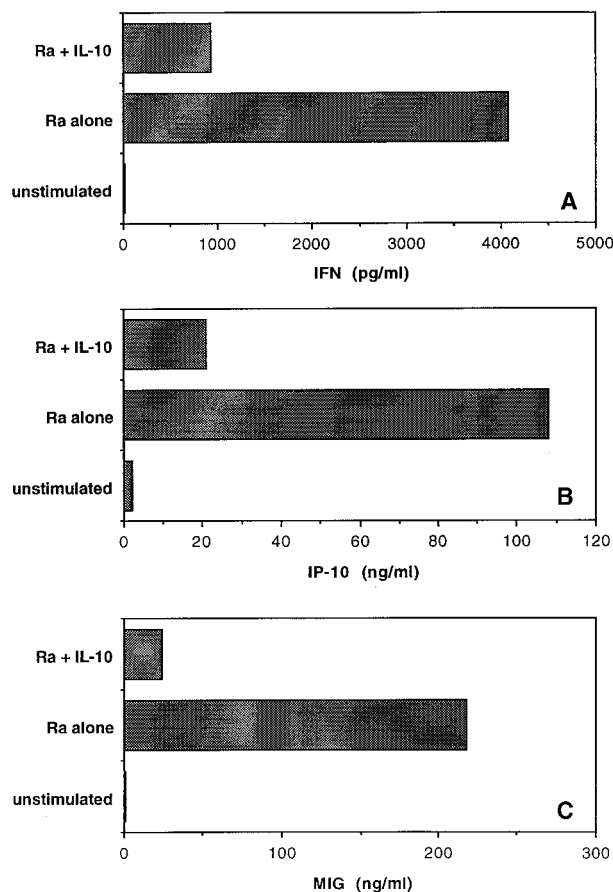 Ra + IL-10
Ra alone
unstimulated
A
0 1000 2000 3000 4000 5000
IFN (pg/ml)
Ra + IL-10
Ra alone
unstimulated
B
0 20 40 60 80 100 120
IP-10 (ng/ml)
Ra + IL-10
Ra alone
unstimulated
C
0 100 200 300
MIG (ng/ml)